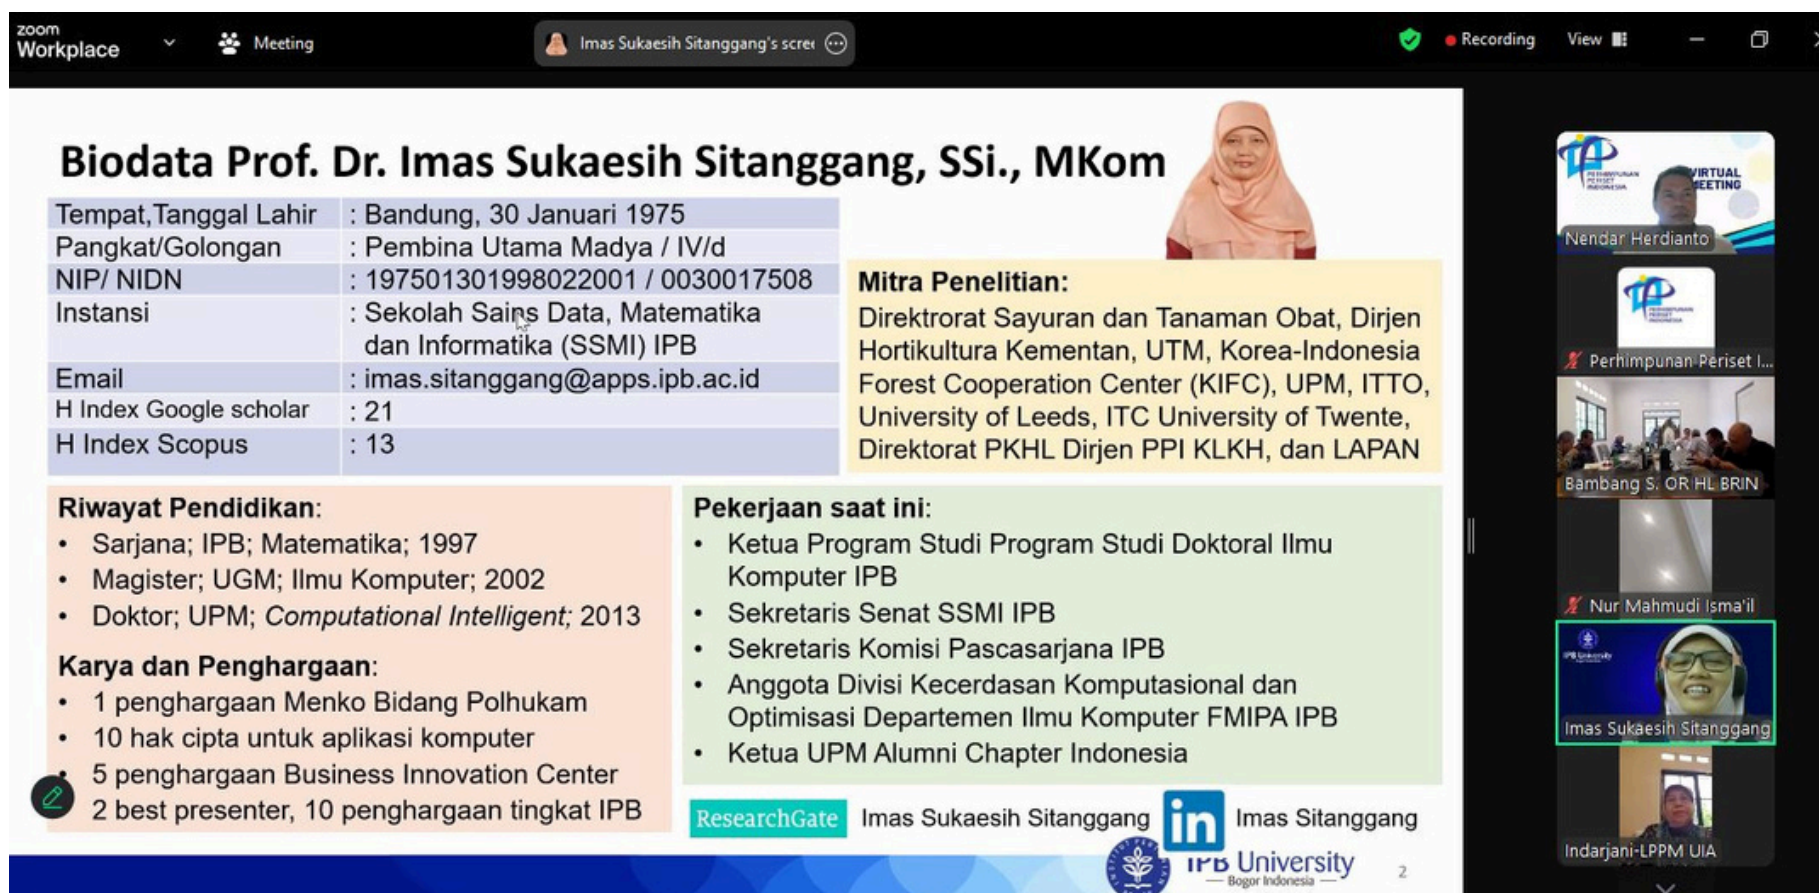 zoom
Workplace
Meeting
Imas Sukaesih Sitanggang's scree
Recording
View
Biodata Prof. Dr. Imas Sukaesih Sitanggang, SSi., MKom
Tempat,Tanggal Lahir : Bandung, 30 Januari 1975
Pangkat/Golongan : Pembina Utama Madya / IV/d
NIP/ NIDN : 197501301998022001 / 0030017508
Instansi : Sekolah Sains Data, Matematika
dan Informatika (SSMI) IPB
Email : imas.sitanggang@apps.ipb.ac.id
H Index Google scholar : 21
H Index Scopus : 13
Mitra Penelitian:
Direktrorat Sayuran dan Tanaman Obat, Dirjen
Hortikultura Kementan, UTM, Korea-Indonesia
Forest Cooperation Center (KIFC), UPM, ITTO,
University of Leeds, ITC University of Twente,
Direktorat PKHL Dirjen PPI KLKH, dan LAPAN
Riwayat Pendidikan:
• Sarjana; IPB; Matematika; 1997
• Magister; UGM; Ilmu Komputer; 2002
• Doktor; UPM; Computational Intelligent; 2013
Karya dan Penghargaan:
• 1 penghargaan Menko Bidang Polhukam
• 10 hak cipta untuk aplikasi komputer
• 5 penghargaan Business Innovation Center
2 best presenter, 10 penghargaan tingkat IPB
Pekerjaan saat ini:
• Ketua Program Studi Program Studi Doktoral Ilmu
Komputer IPB
• Sekretaris Senat SSMI IPB
• Sekretaris Komisi Pascasarjana IPB
• Anggota Divisi Kecerdasan Komputasional dan
Optimisasi Departemen Ilmu Komputer FMIPA IPB
• Ketua UPM Alumni Chapter Indonesia
ResearchGate Imas Sukaesih Sitanggang in Imas Sitanggang
IPB University
Bogor Indonesia
2
PERHIMPUNAN
PERISET
INDONESIA
VIRTUAL
MEETING
Nendar Herdianto
PERHIMPUNAN
PERISET
INDONESIA
Perhimpunan Periset I...
Bambang S. OR HL BRIN
Nur Mahmudi Isma'il
IPB University
Imas Sukaesih Sitanggang
Indarjani-LPPM UIA